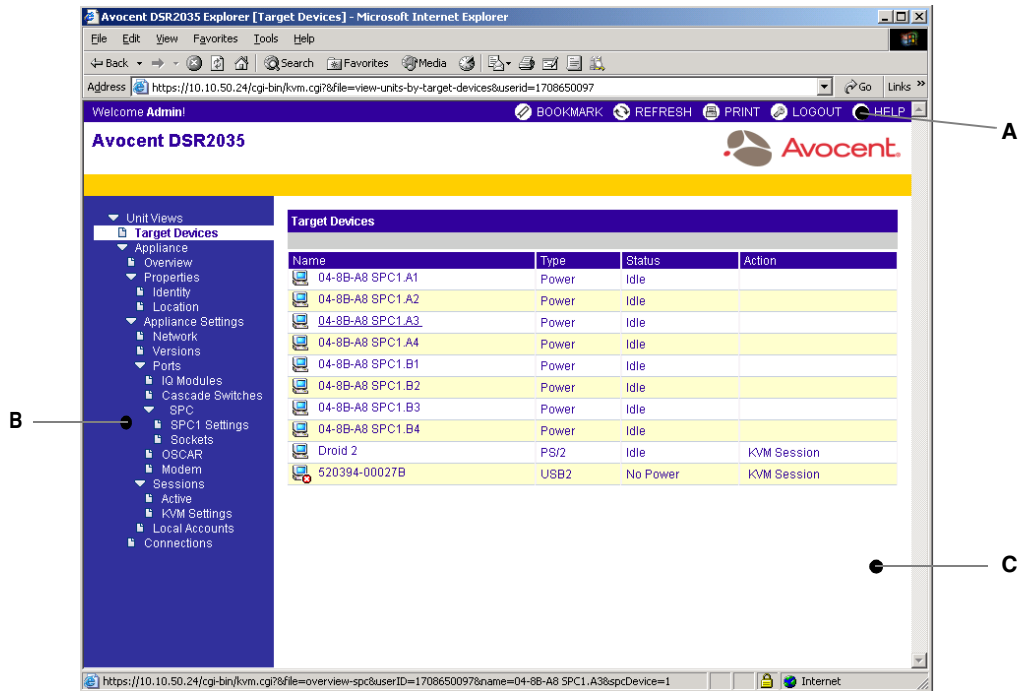 Avocent DSR2035 Explorer [Target Devices] - Microsoft Internet Explorer
File Edit View Favorites Tools Help
Back Search Favorites Media
Address https://10.10.50.24/cgi-bin/kvm.cgi?&file=view-units-by-target-devices&userid=1708650097 Go Links »
Welcome Admin! BOOKMARK REFRESH PRINT LOGOUT HELP
A
Avocent DSR2035
Avocent.
Unit Views
Target Devices
Appliance
Overview
Properties
Identity
Location
Appliance Settings
Network
Versions
Ports
IQ Modules
Cascade Switches
SPC
SPC1 Settings
B
Sockets
OSCAR
Modem
Sessions
Active
KVM Settings
Local Accounts
Connections
Target Devices
Name Type Status Action
04-8B-A8 SPC1.A1 Power Idle
04-8B-A8 SPC1.A2 Power Idle
04-8B-A8 SPC1.A3 Power Idle
04-8B-A8 SPC1.A4 Power Idle
04-8B-A8 SPC1.B1 Power Idle
04-8B-A8 SPC1.B2 Power Idle
04-8B-A8 SPC1.B3 Power Idle
04-8B-A8 SPC1.B4 Power Idle
Droid 2 PS/2 Idle KVM Session
520394-00027B USB2 No Power KVM Session
C
https://10.10.50.24/cgi-bin/kvm.cgi?&file=overview-spc&userID=1708650097&name=04-8B-A8 SPC1.A3&spcDevice=1 Internet